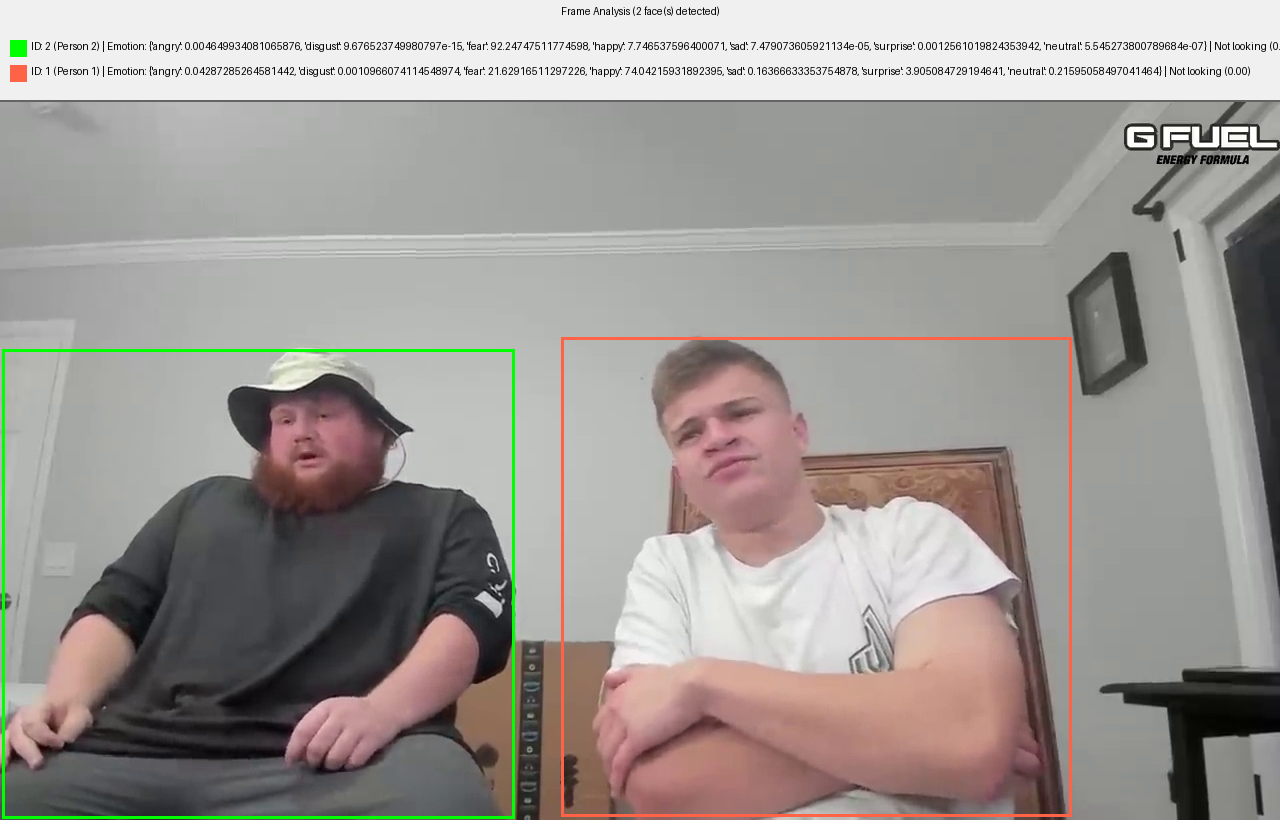 Frame Analysis (2 face(s) detected)
ID: 2 (Person 2) | Emotion: {'angry': 0.004649934081065876, 'disgust': 9.676523749980797e-15, 'fear': 92.24747511774598, 'happy': 7.746537596400071, 'sad': 7.479073605921134e-05, 'surprise': 0.0012561019824353942, 'neutral': 5.545273800789684e-07} | Not looking (0.
ID: 1 (Person 1) | Emotion: {'angry': 0.04287285264581442, 'disgust': 0.0010966074114548974, 'fear': 21.62916511297226, 'happy': 74.04215931892395, 'sad': 0.16366633353754878, 'surprise': 3.905084729194641, 'neutral': 0.21595058497041464} | Not looking (0.00)
G FUEL
ENERGY FORMULA